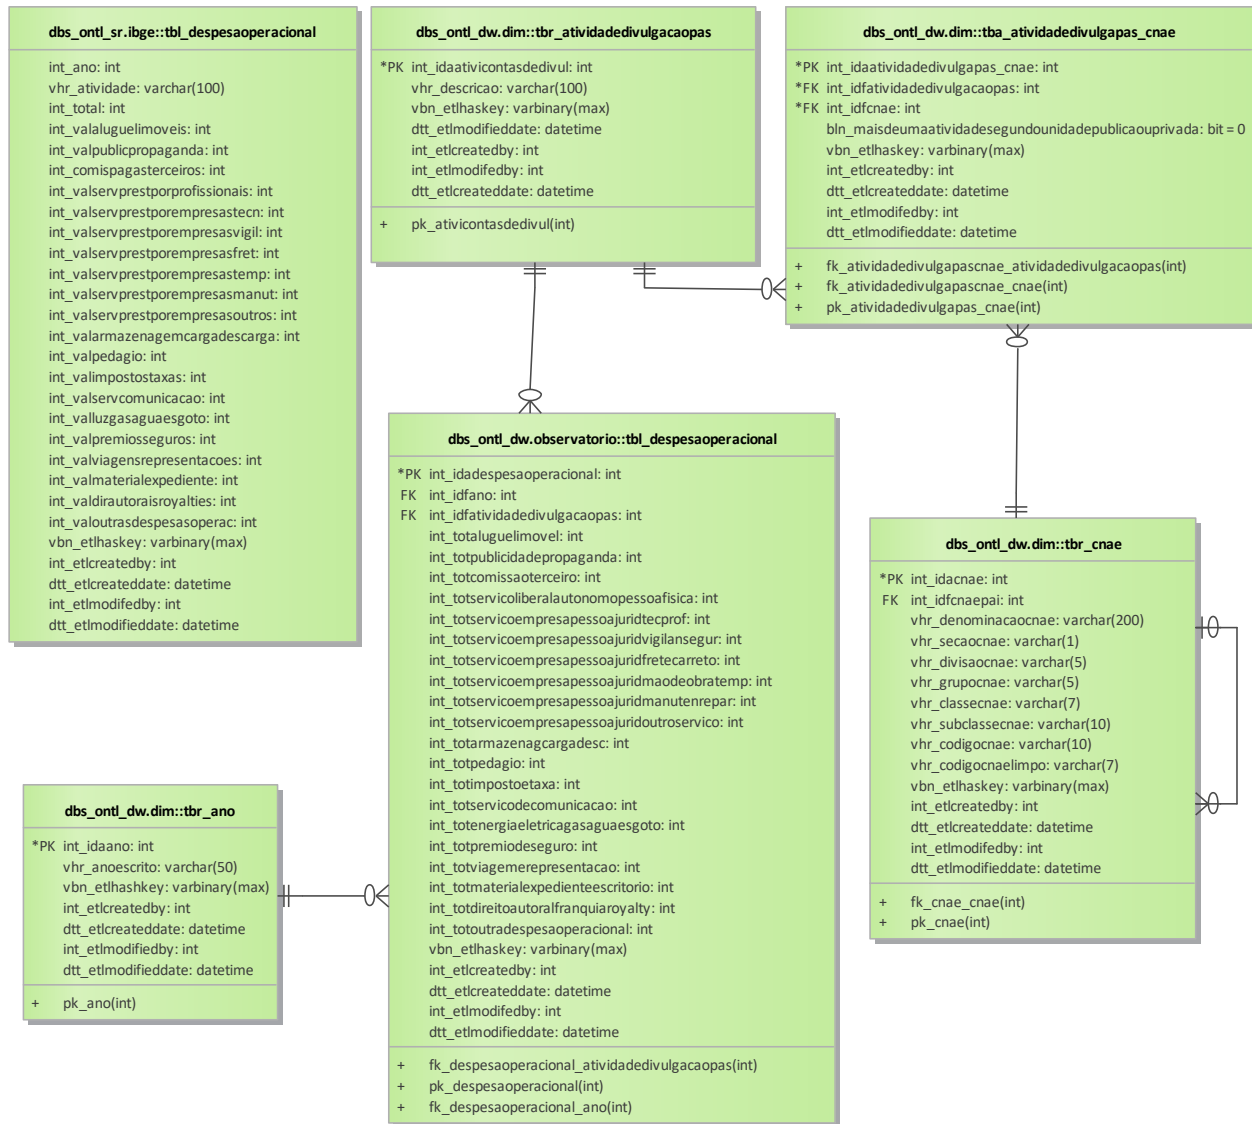 dbs_ontl_sr.ibge::tbl_despesaoperacional
int_ano: int
vhr_atividade: varchar(100)
int_total: int
int_valaluguelimoveis: int
int_valpublicpropaganda: int
int_comispagasterceiros: int
int_valservprestporprofissionais: int
int_valservprestporempresastecn: int
int_valservprestporempresasvigil: int
int_valservprestporempresasfret: int
int_valservprestporempresastemp: int
int_valservprestporempresasmanut: int
int_valservprestporempresasoutros: int
int_valarmazenagemcargadescarga: int
int_valpedagio: int
int_valimpostostaxas: int
int_valservcomunicacao: int
int_valluzgasaguaesgoto: int
int_valpremiosseguros: int
int_valviagensrepresentacoes: int
int_valmaterialexpediente: int
int_valdirautoraisroyalties: int
int_valoutrasdespesasoperac: int
vbn_etlhaskey: varbinary(max)
int_etlcreatedby: int
dtt_etlcreateddate: datetime
int_etlmodifedby: int
dtt_etlmodifieddate: datetime
dbs_ontl_dw.dim::tbr_atividadedivulgacaopas
*PK int_idaativicontasdedivul: int
vhr_descricao: varchar(100)
vbn_etlhaskey: varbinary(max)
dtt_etlmodifieddate: datetime
int_etlcreatedby: int
int_etlmodifedby: int
dtt_etlcreateddate: datetime
+ pk_ativicontasdedivul(int)
dbs_ontl_dw.dim::tba_atividadedivulgapas_cnae
*PK int_idaatividadedivulgapas_cnae: int
*FK int_idfatividadedivulgacaopas: int
*FK int_idfcnae: int
bln_maisdeumaatividadesegundounidadepublicaouprivada: bit = 0
vbn_etlhaskey: varbinary(max)
int_etlcreatedby: int
dtt_etlcreateddate: datetime
int_etlmodifedby: int
dtt_etlmodifieddate: datetime
+ fk_atividadedivulgapascnae_atividadedivulgacaopas(int)
+ fk_atividadedivulgapascnae_cnae(int)
+ pk_atividadedivulgapas_cnae(int)
dbs_ontl_dw.observatorio::tbl_despesaoperacional
*PK int_idadespesaoperacional: int
FK int_idfano: int
FK int_idfatividadedivulgacaopas: int
int_totaluguelimovel: int
int_totpublicidadepropaganda: int
int_totcomissaoterceiro: int
int_totservicoliberalautonomopessoafisica: int
int_totservicoempresapessoajuridtecprof: int
int_totservicoempresapessoajuridvigilansegur: int
int_totservicoempresapessoajuridfretecarreto: int
int_totservicoempresapessoajuridmaodeobratemp: int
int_totservicoempresapessoajuridmanutenrepar: int
int_totservicoempresapessoajuridoutroservico: int
int_totarmazenagcargadesc: int
int_totpedagio: int
int_totimpostoetaxa: int
int_totservicodecomunicacao: int
int_totenergiaeletricagasaguaesgoto: int
int_totpremiodeseguro: int
int_totviagemerepresentacao: int
int_totmaterialexpedienteescritorio: int
int_totdireitoautoralfranquiaroyalty: int
int_totoutradespesaoperacional: int
vbn_etlhaskey: varbinary(max)
int_etlcreatedby: int
dtt_etlcreateddate: datetime
int_etlmodifedby: int
dtt_etlmodifieddate: datetime
+ fk_despesaoperacional_atividadedivulgacaopas(int)
+ pk_despesaoperacional(int)
+ fk_despesaoperacional_ano(int)
dbs_ontl_dw.dim::tbr_cnae
*PK int_idacnae: int
FK int_idfcnaepai: int
vhr_denominacaocnae: varchar(200)
vhr_secaocnae: varchar(1)
vhr_divisaocnae: varchar(5)
vhr_grupocnae: varchar(5)
vhr_classecnae: varchar(7)
vhr_subclassecnae: varchar(10)
vhr_codigocnae: varchar(10)
vhr_codigocnaelimpo: varchar(7)
vbn_etlhaskey: varbinary(max)
int_etlcreatedby: int
dtt_etlcreateddate: datetime
int_etlmodifedby: int
dtt_etlmodifieddate: datetime
+ fk_cnae_cnae(int)
+ pk_cnae(int)
dbs_ontl_dw.dim::tbr_ano
*PK int_idaano: int
vhr_anoescrito: varchar(50)
vbn_etlhashkey: varbinary(max)
int_etlcreatedby: int
dtt_etlcreateddate: datetime
int_etlmodifiedby: int
dtt_etlmodifieddate: datetime
+ pk_ano(int)